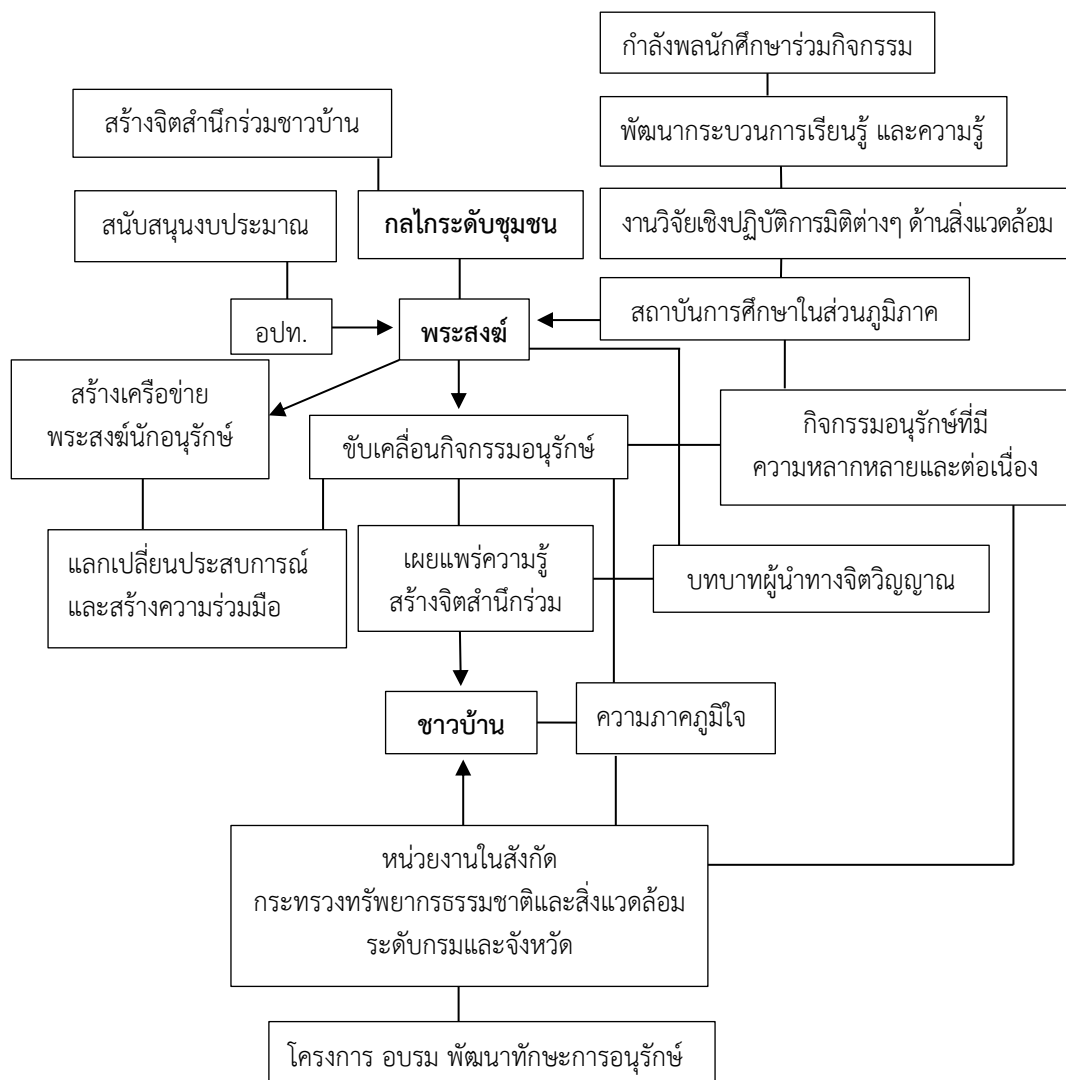 กำลังพลนักศึกษาร่วมกิจกรรม
สร้างจิตสำนึกร่วมชาวบ้าน
พัฒนากระบวนการเรียนรู้ และความรู้
สนับสนุนงบประมาณ
กลไกระดับชุมชน
งานวิจัยเชิงปฏิบัติการมิติต่างๆ ด้านสิ่งแวดล้อม
อปท.
พระสงฆ์
สถาบันการศึกษาในส่วนภูมิภาค
สร้างเครือข่าย
พระสงฆ์นักอนุรักษ์
ขับเคลื่อนกิจกรรมอนุรักษ์
กิจกรรมอนุรักษ์ที่มี
ความหลากหลายและต่อเนื่อง
แลกเปลี่ยนประสบการณ์
และสร้างความร่วมมือ
เผยแพร่ความรู้
สร้างจิตสำนึกร่วม
บทบาทผู้นำทางจิตวิญญาณ
ชาวบ้าน
ความภาคภูมิใจ
หน่วยงานในสังกัด
กระทรวงทรัพยากรธรรมชาติและสิ่งแวดล้อม
ระดับกรมและจังหวัด
โครงการ อบรม พัฒนาทักษะการอนุรักษ์